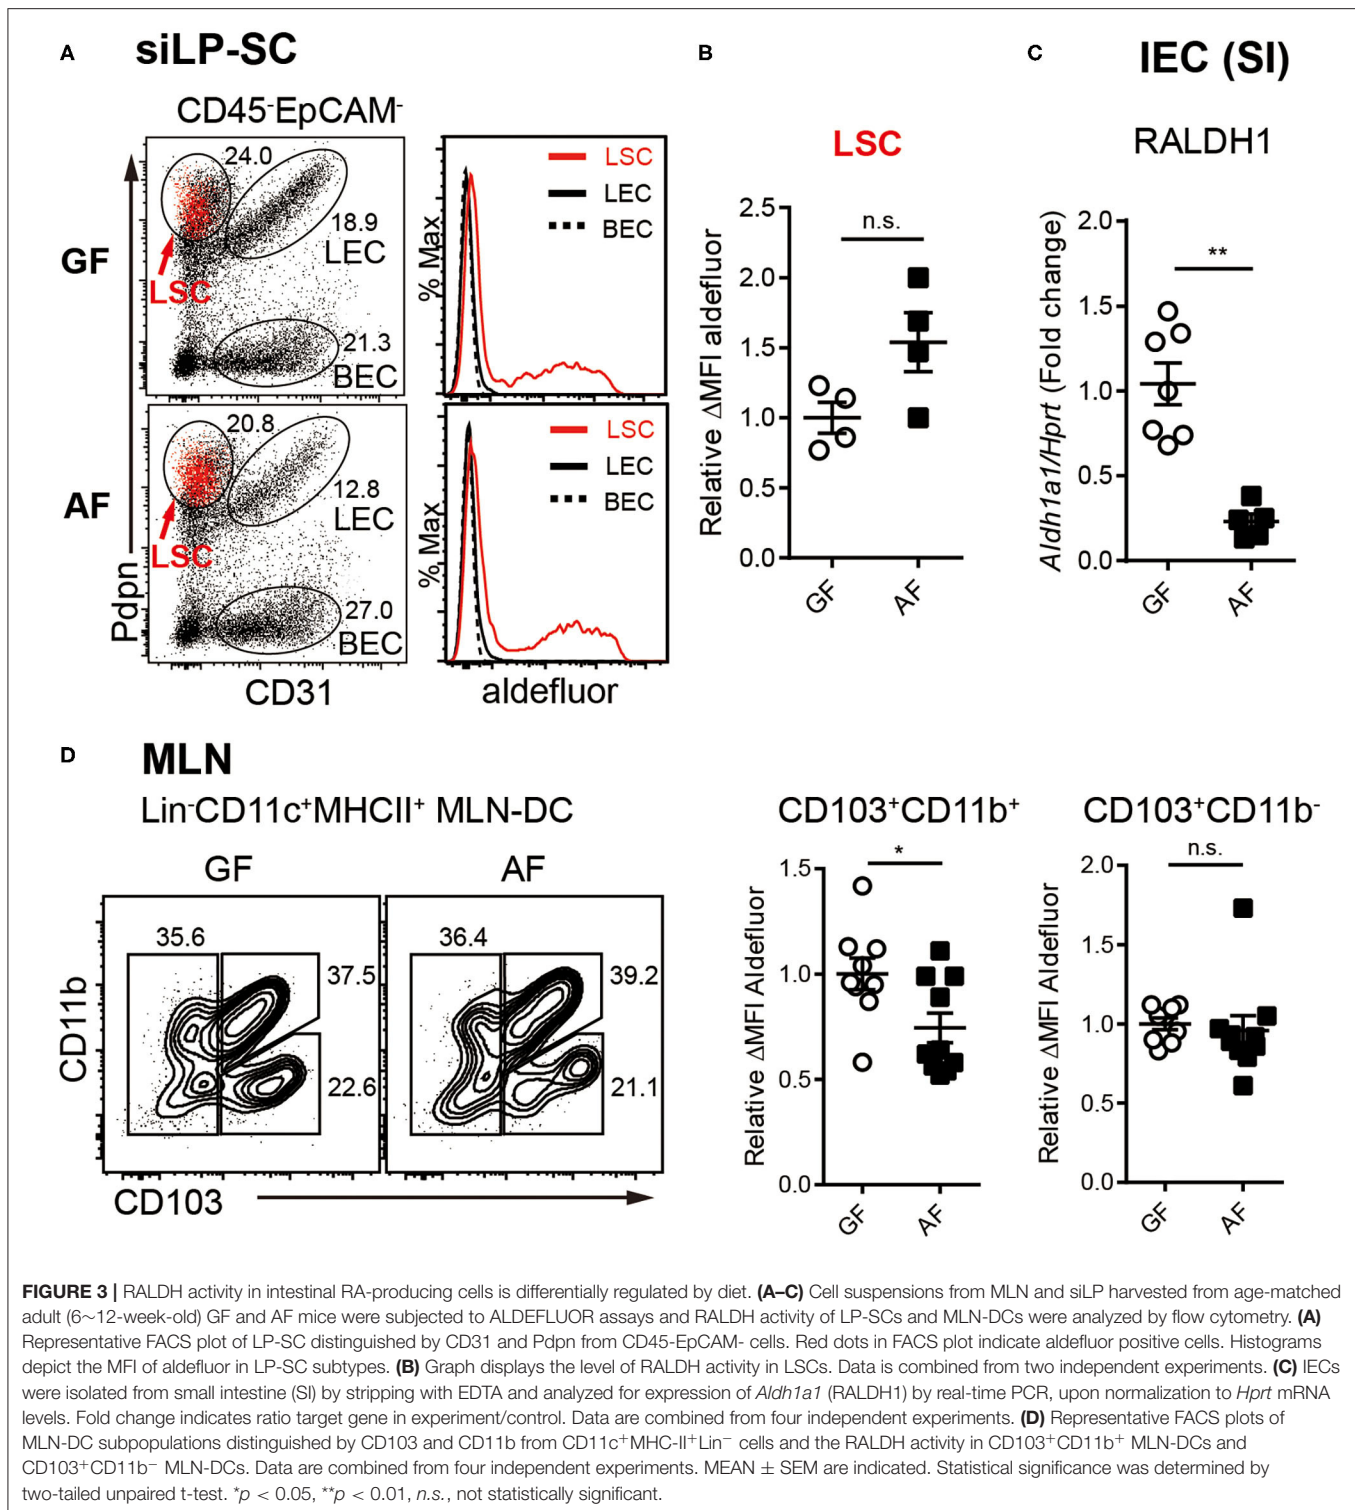 A siLP-SC
CD45-EpCAM-
GF
24.0
18.9
LEC
LSC
21.3
BEC
LSC
LEC
BEC
% Max
AF
20.8
12.8
LEC
LSC
27.0
BEC
Pdpn
CD31
LSC
LEC
BEC
% Max
aldefluor
B
LSC
n.s.
Relative ΔMFI aldefluor
2.5
2.0
1.5
1.0
0.5
0.0
GF AF
C IEC (SI)
RALDH1
**
Aldh1a1/Hprt (Fold change)
2.0
1.5
1.0
0.5
0.0
GF AF
D MLN
Lin-CD11c+MHCII+ MLN-DC
GF AF
35.6
37.5
22.6
36.4
39.2
21.1
CD11b
CD103
CD103+CD11b+
*
Relative ΔMFI Aldefluor
1.5
1.0
0.5
0.0
GF AF
CD103+CD11b-
n.s.
Relative ΔMFI Aldefluor
2.0
1.5
1.0
0.5
0.0
GF AF
FIGURE 3 | RALDH activity in intestinal RA-producing cells is differentially regulated by diet. (A–C) Cell suspensions from MLN and siLP harvested from age-matched
adult (6~12-week-old) GF and AF mice were subjected to ALDEFLUOR assays and RALDH activity of LP-SCs and MLN-DCs were analyzed by flow cytometry. (A)
Representative FACS plot of LP-SC distinguished by CD31 and Pdpn from CD45-EpCAM- cells. Red dots in FACS plot indicate aldefluor positive cells. Histograms
depict the MFI of aldefluor in LP-SC subtypes. (B) Graph displays the level of RALDH activity in LSCs. Data is combined from two independent experiments. (C) IECs
were isolated from small intestine (SI) by stripping with EDTA and analyzed for expression of Aldh1a1 (RALDH1) by real-time PCR, upon normalization to Hprt mRNA
levels. Fold change indicates ratio target gene in experiment/control. Data are combined from four independent experiments. (D) Representative FACS plots of
MLN-DC subpopulations distinguished by CD103 and CD11b from CD11c+MHC-II+Lin− cells and the RALDH activity in CD103+CD11b+ MLN-DCs and
CD103+CD11b− MLN-DCs. Data are combined from four independent experiments. MEAN ± SEM are indicated. Statistical significance was determined by
two-tailed unpaired t-test. *p < 0.05, **p < 0.01, n.s., not statistically significant.